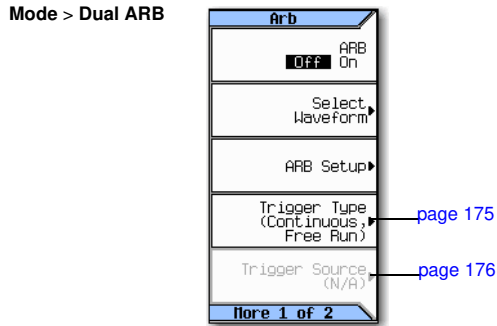 Mode > Dual ARB
Arb
ARB
Off On
Select
Waveform
ARB Setup
Trigger Type
(Continuous,
Free Run)
page 175
Trigger Source
(N/A)
page 176
More 1 of 2